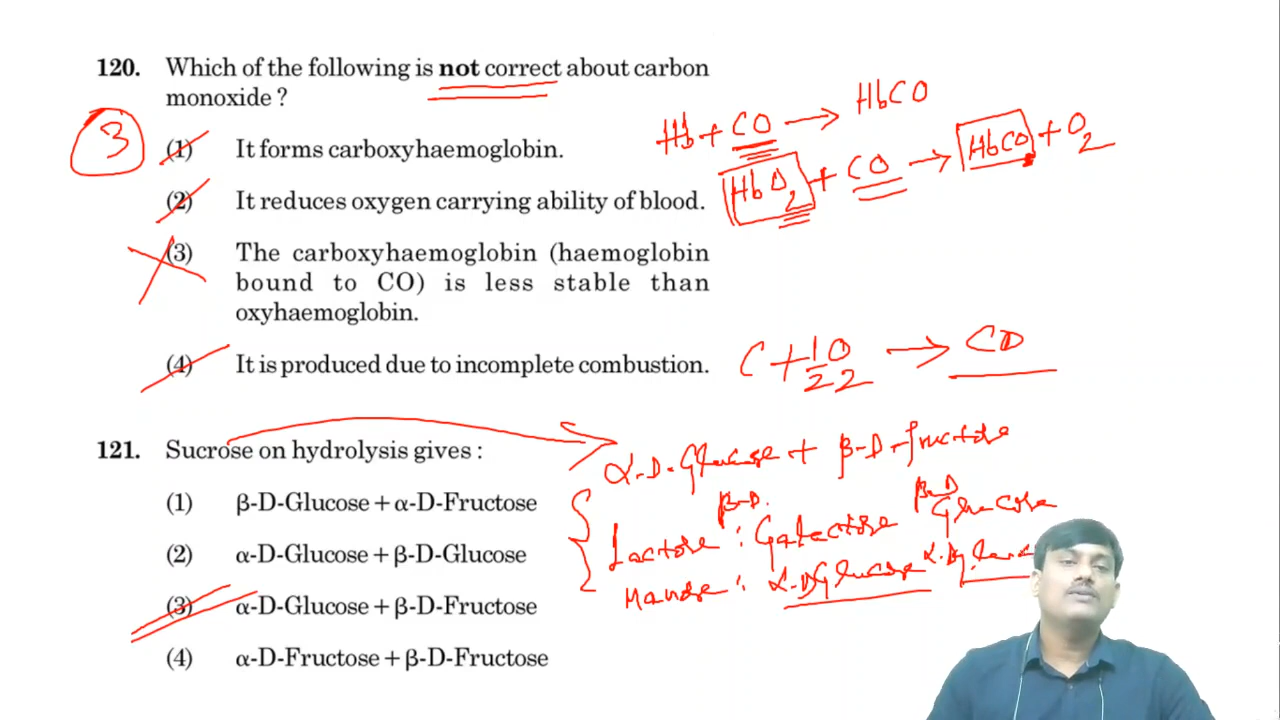 120. Which of the following is not correct about carbon
monoxide ?
3
(1) It forms carboxyhaemoglobin.
(2) It reduces oxygen carrying ability of blood.
(3) The carboxyhaemoglobin (haemoglobin
bound to CO) is less stable than
oxyhaemoglobin.
(4) It is produced due to incomplete combustion.
Hb + CO → HbCO
HbO2 + CO → HbCO + O2
C + 1/2 O2 → CO
121. Sucrose on hydrolysis gives :
(1) β-D-Glucose + α-D-Fructose
(2) α-D-Glucose + β-D-Glucose
(3) α-D-Glucose + β-D-Fructose
(4) α-D-Fructose + β-D-Fructose
α-D-Glucose + β-D-fructose
β-D. β-D
Lactose : Galactose Glucose
: α-D Glucose α-D